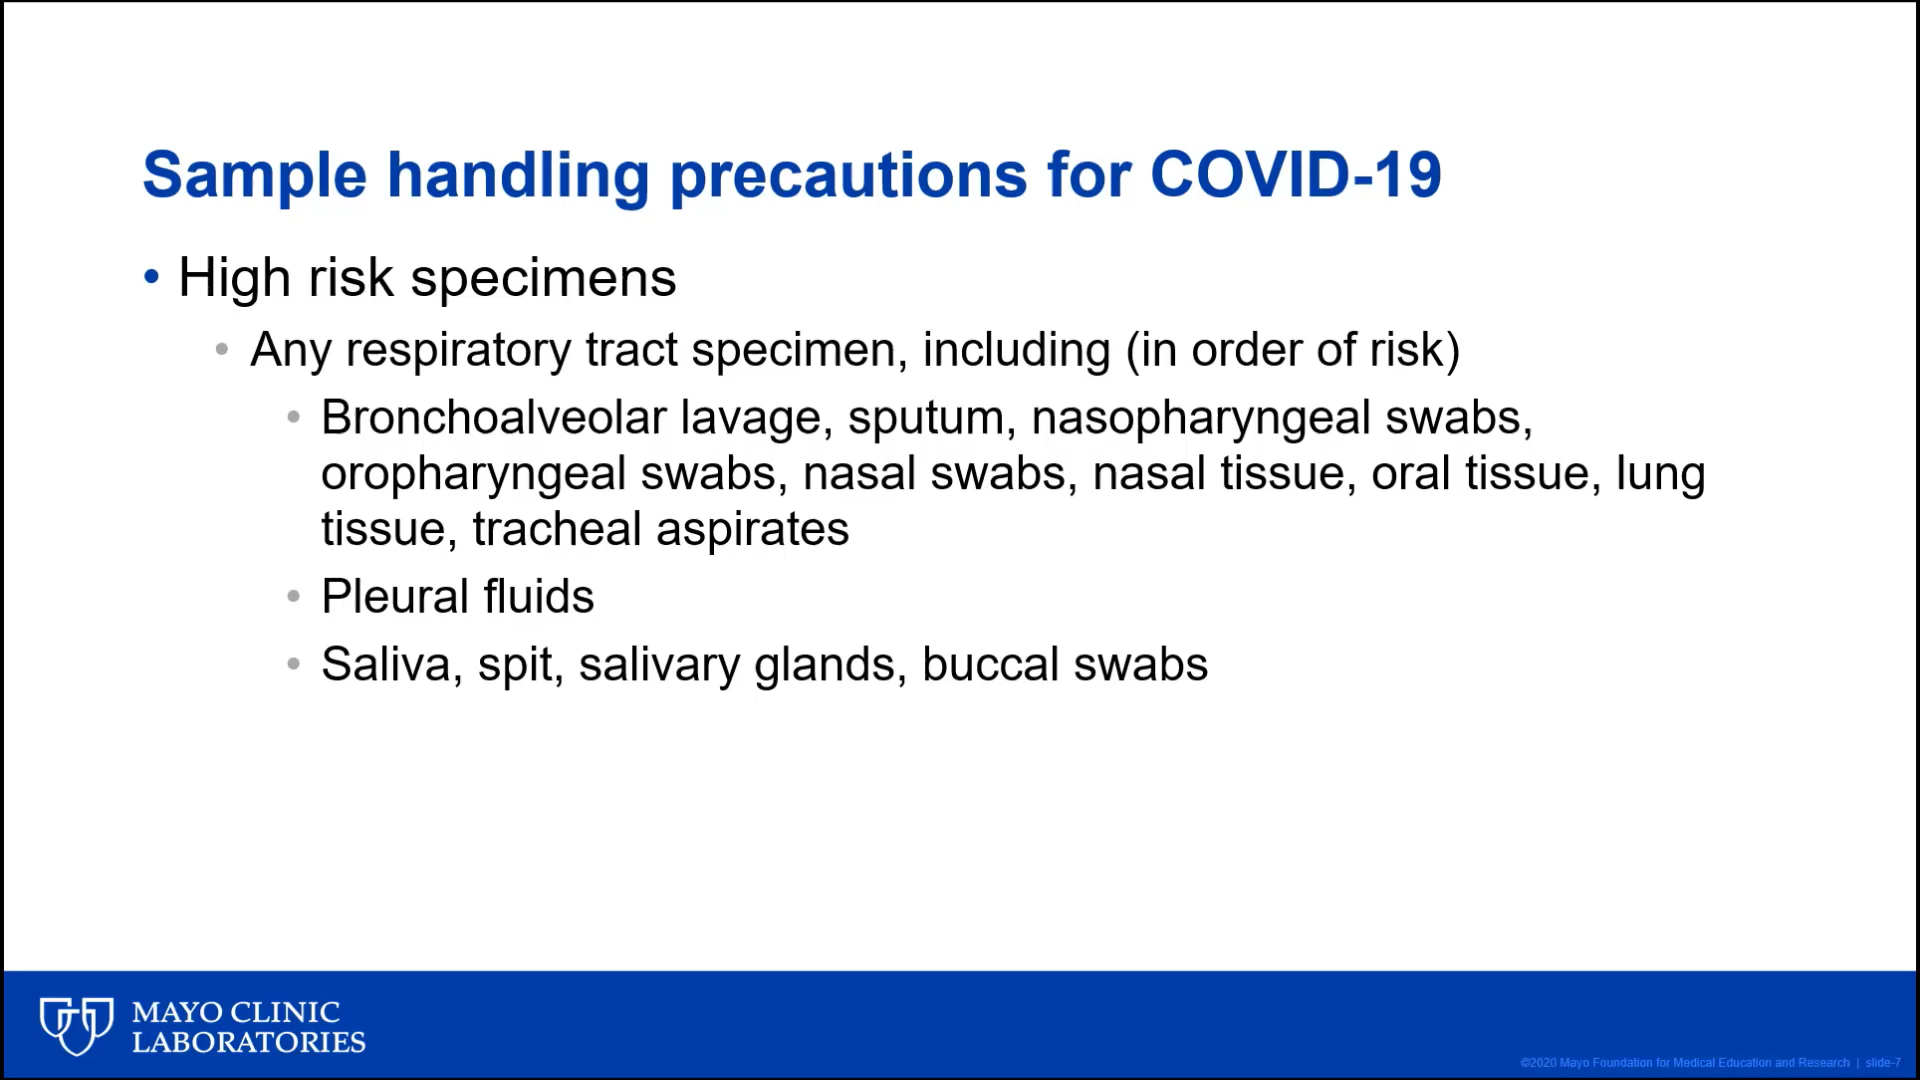 Sample handling precautions for COVID-19
• High risk specimens
• Any respiratory tract specimen, including (in order of risk)
• Bronchoalveolar lavage, sputum, nasopharyngeal swabs,
oropharyngeal swabs, nasal swabs, nasal tissue, oral tissue, lung
tissue, tracheal aspirates
• Pleural fluids
• Saliva, spit, salivary glands, buccal swabs
MAYO CLINIC
LABORATORIES
©2020 Mayo Foundation for Medical Education and Research | slide-7